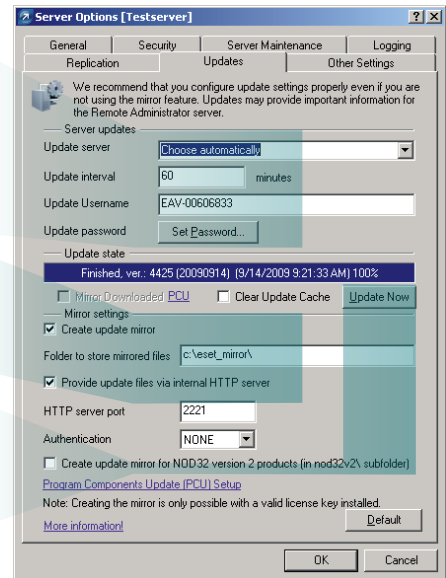 Server Options [Testserver]
General Security Server Maintenance Logging
Replication Updates Other Settings
We recommend that you configure update settings properly even if you are
not using the mirror feature. Updates may provide important information for
the Remote Administrator server.
Server updates
Update server Choose automatically
Update interval 60 minutes
Update Username EAV-00606833
Update password Set Password...
Update state
Finished, ver.: 4425 (20090914) (9/14/2009 9:21:33 AM) 100%
Mirror Downloaded PCU Clear Update Cache Update Now
Mirror settings
Create update mirror
Folder to store mirrored files c:\eset_mirror\
Provide update files via internal HTTP server
HTTP server port 2221
Authentication NONE
Create update mirror for NOD32 version 2 products (in nod32v2\ subfolder)
Program Components Update (PCU) Setup
Note: Creating the mirror is only possible with a valid license key installed.
More information!
Default
OK Cancel